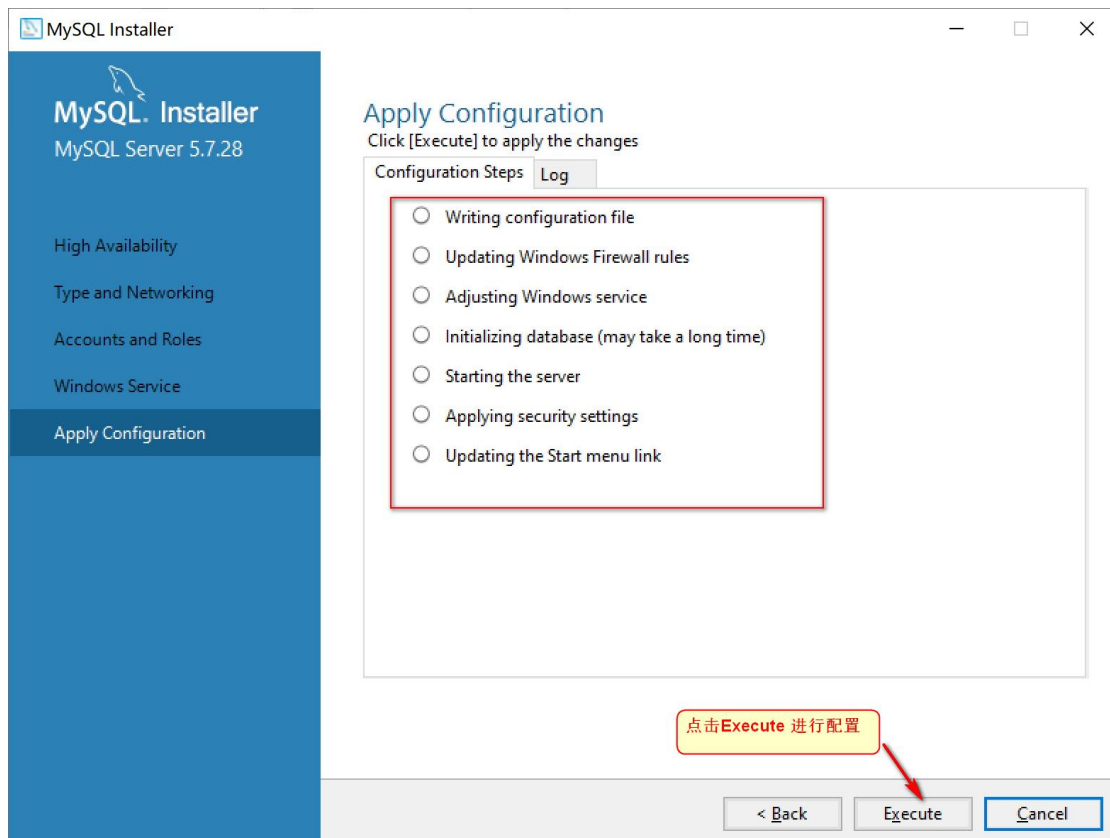 MySQL Installer
MySQL. Installer
MySQL Server 5.7.28
High Availability
Type and Networking
Accounts and Roles
Windows Service
Apply Configuration
Apply Configuration
Click [Execute] to apply the changes
Configuration Steps
Log
Writing configuration file
Updating Windows Firewall rules
Adjusting Windows service
Initializing database (may take a long time)
Starting the server
Applying security settings
Updating the Start menu link
点击Execute 进行配置
< Back
Execute
Cancel